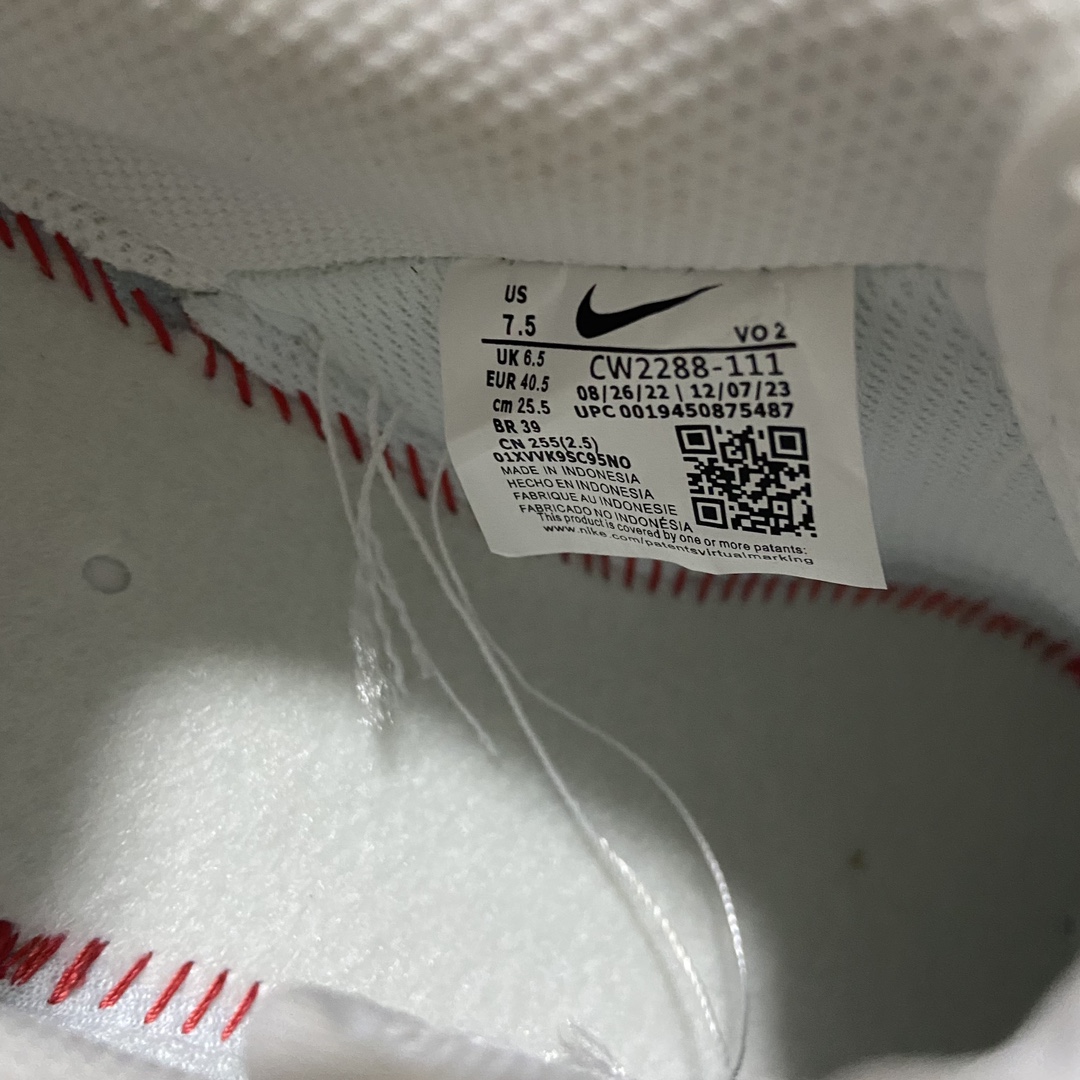 US
7.5
VO 2
UK 6.5
EUR 40.5
cm 25.5
BR 39
CN 255(2.5)
CW2288-111
08/26/22 \ 12/07/23
UPC 0019450875487
01XVVK9SC95NO
MADE IN INDONESIA
HECHO EN INDONESIA
FABRIQUE AU INDONESIE
FABRICADO NO INDONÉSIA
This product is covered by one or more patants:
www.nike.com/patentsvirtualmarking